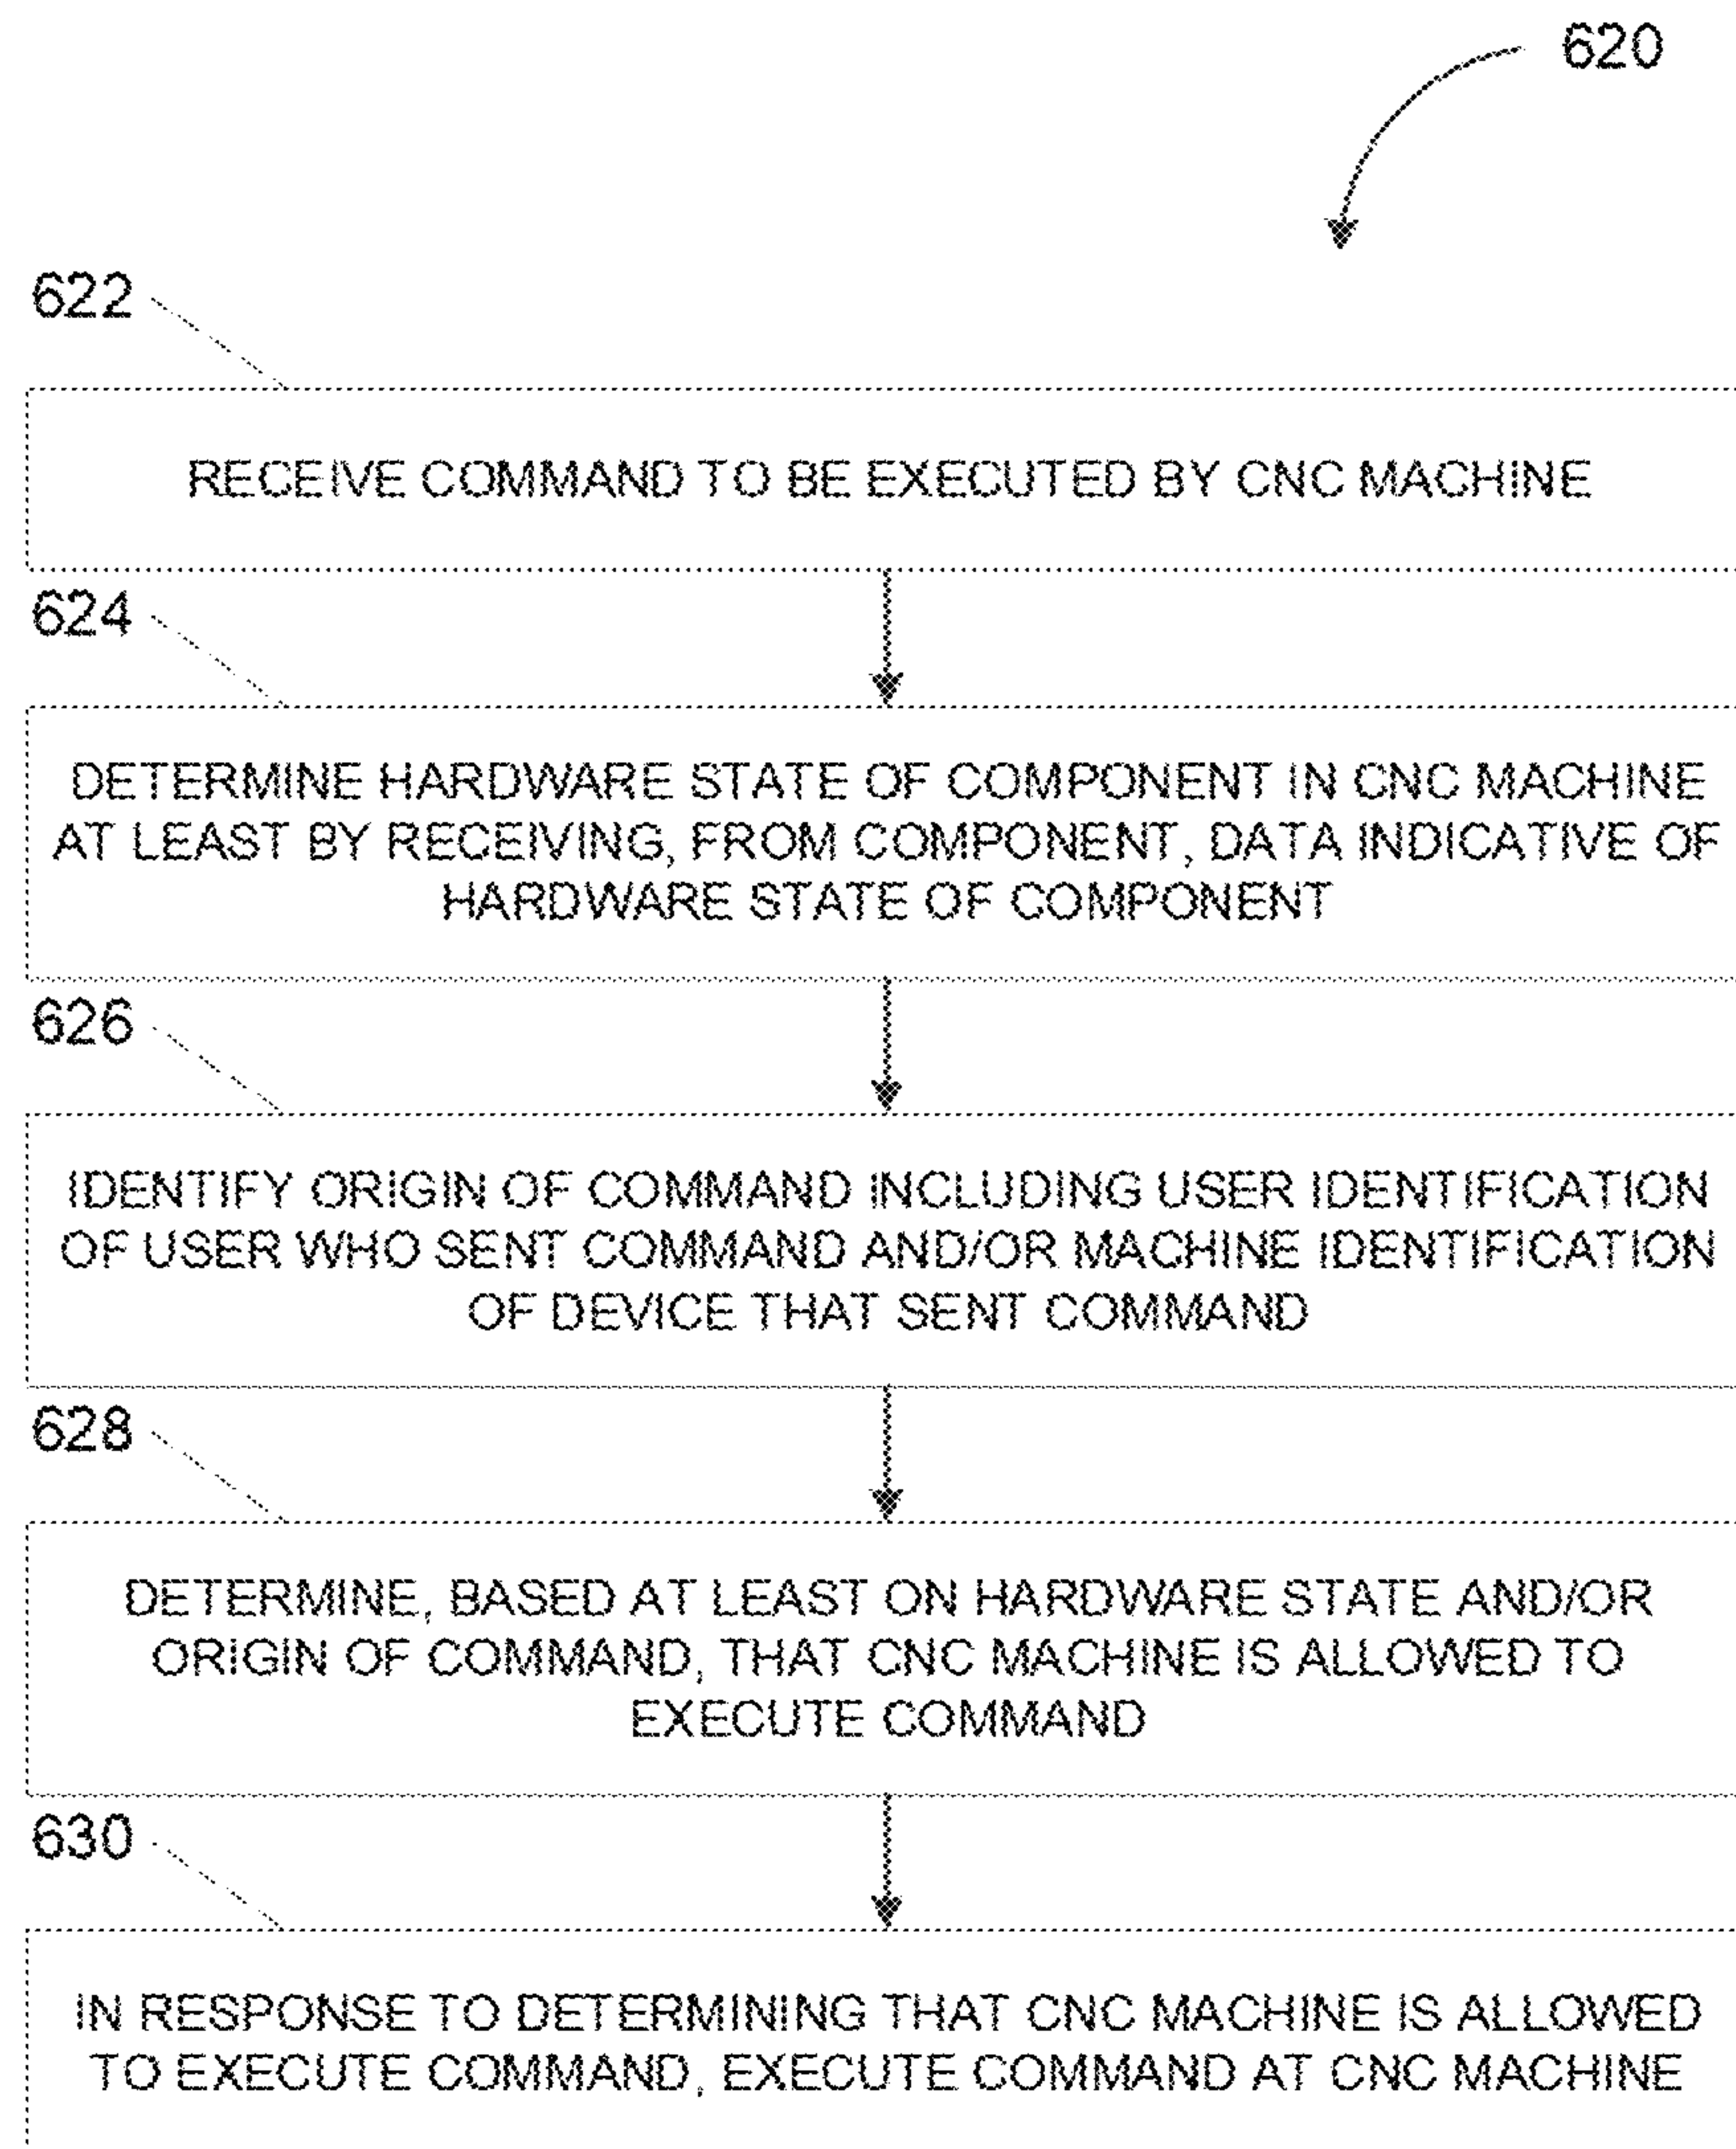 620
622
RECEIVE COMMAND TO BE EXECUTED BY CNC MACHINE
624
DETERMINE HARDWARE STATE OF COMPONENT IN CNC MACHINE
AT LEAST BY RECEIVING, FROM COMPONENT, DATA INDICATIVE OF
HARDWARE STATE OF COMPONENT
626
IDENTIFY ORIGIN OF COMMAND INCLUDING USER IDENTIFICATION
OF USER WHO SENT COMMAND AND/OR MACHINE IDENTIFICATION
OF DEVICE THAT SENT COMMAND
628
DETERMINE, BASED AT LEAST ON HARDWARE STATE AND/OR
ORIGIN OF COMMAND, THAT CNC MACHINE IS ALLOWED TO
EXECUTE COMMAND
630
IN RESPONSE TO DETERMINING THAT CNC MACHINE IS ALLOWED
TO EXECUTE COMMAND, EXECUTE COMMAND AT CNC MACHINE